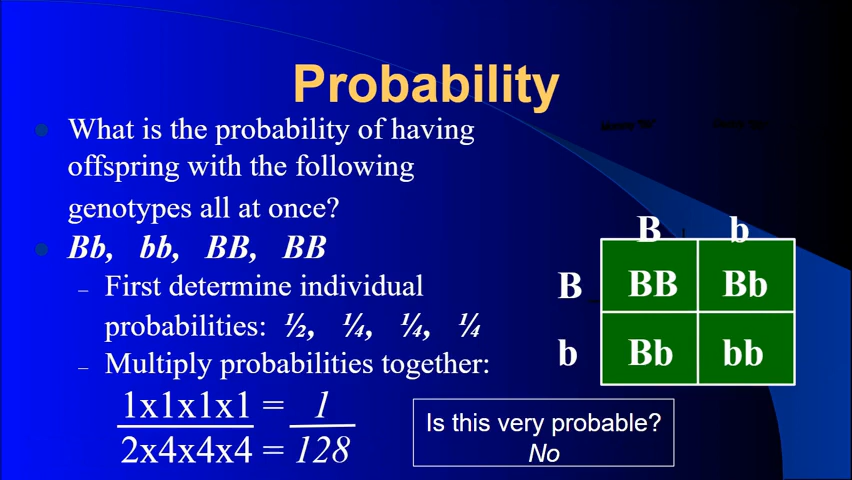 Probability
What is the probability of having
offspring with the following
genotypes all at once?
Bb, bb, BB, BB
– First determine individual
probabilities: ½, ¼, ¼, ¼
– Multiply probabilities together:
1x1x1x1 = 1
2x4x4x4 = 128
Is this very probable?
No
B b
B BB Bb
b Bb bb